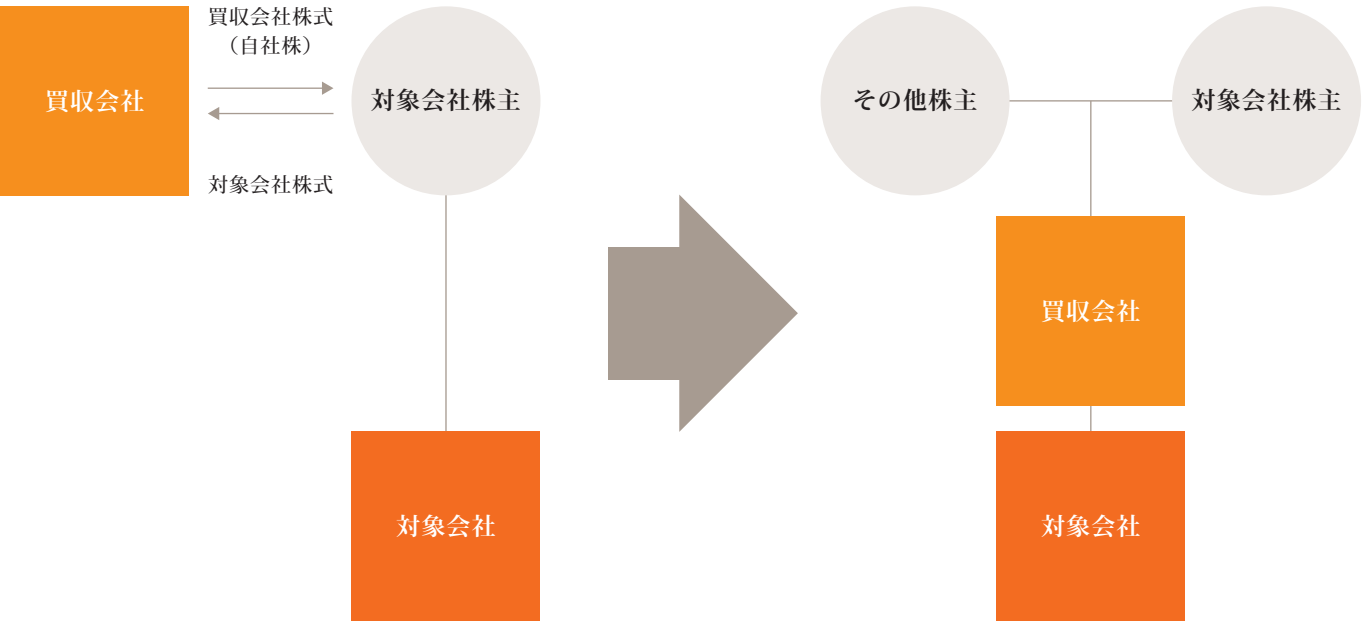 買収会社
買収会社株式
（自社株）
対象会社株式
対象会社株主
対象会社
その他株主
対象会社株主
買収会社
対象会社